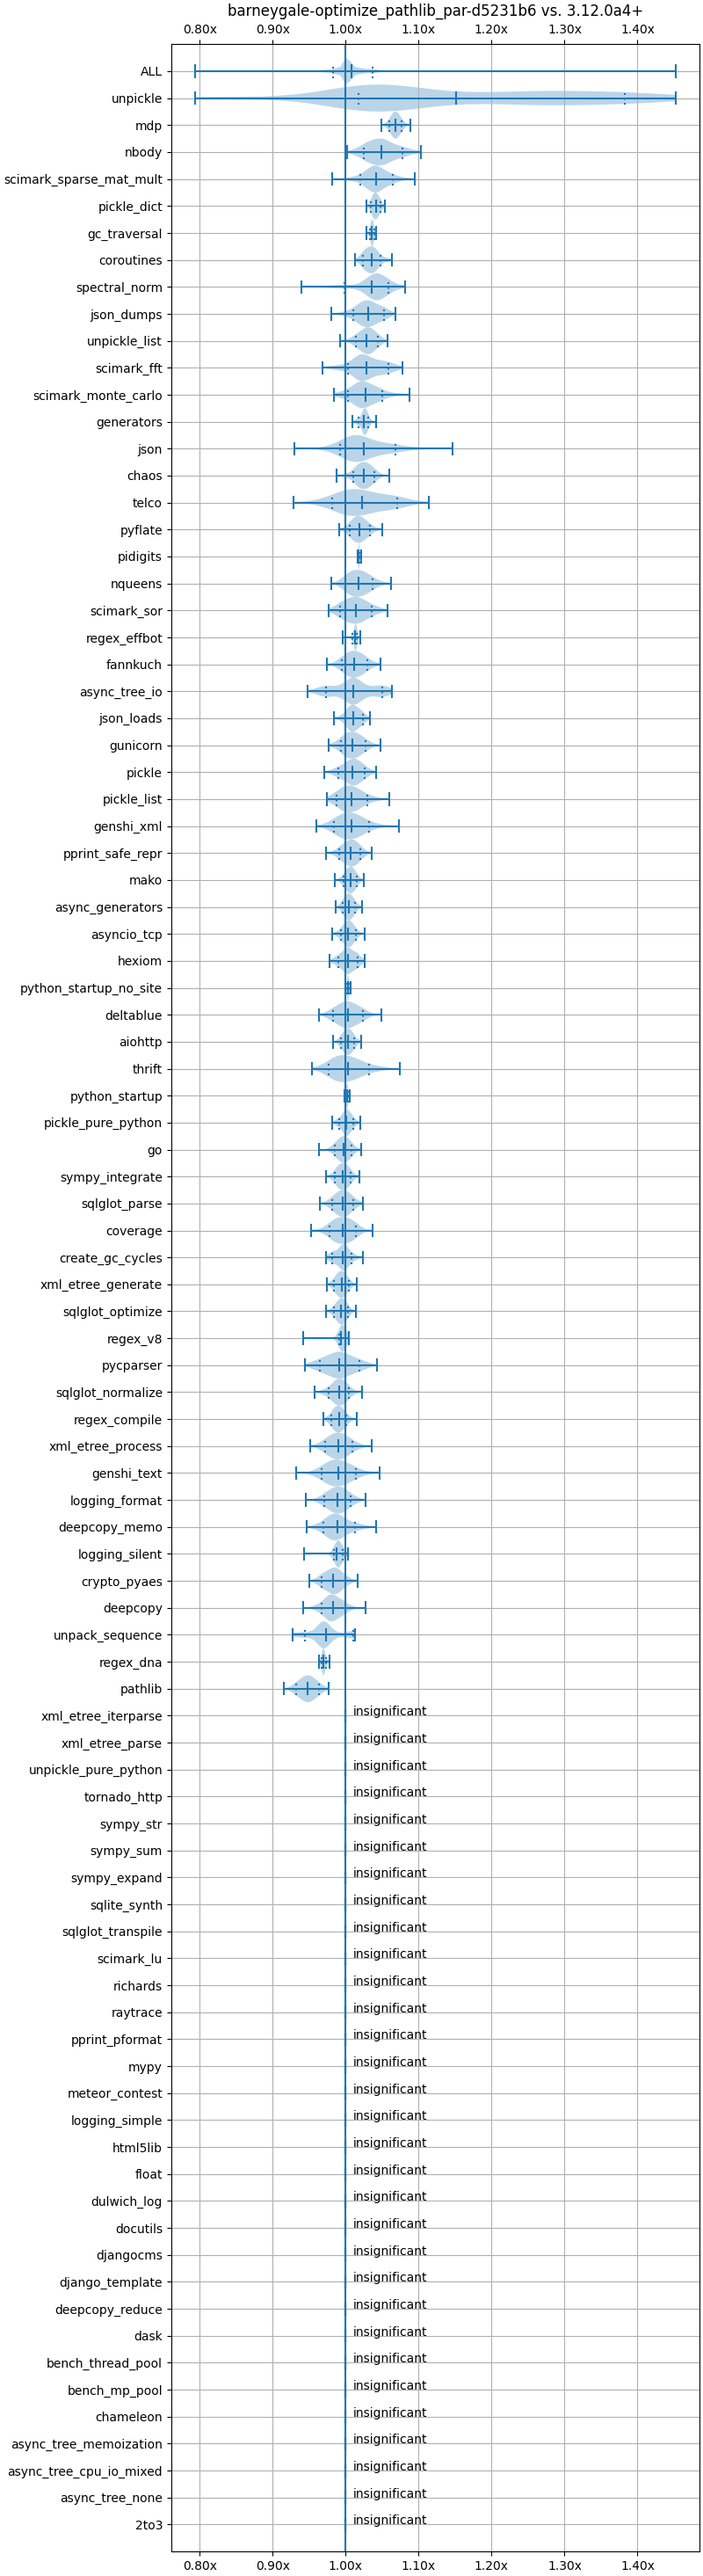 barneygale-optimize_pathlib_par-d5231b6 vs. 3.12.0a4+
0.80x 0.90x 1.00x 1.10x 1.20x 1.30x 1.40x
ALL
unpickle
mdp
nbody
scimark_sparse_mat_mult
pickle_dict
gc_traversal
coroutines
spectral_norm
json_dumps
unpickle_list
scimark_fft
scimark_monte_carlo
generators
json
chaos
telco
pyflate
pidigits
nqueens
scimark_sor
regex_effbot
fannkuch
async_tree_io
json_loads
gunicorn
pickle
pickle_list
genshi_xml
pprint_safe_repr
mako
async_generators
asyncio_tcp
hexiom
python_startup_no_site
deltablue
aiohttp
thrift
python_startup
pickle_pure_python
go
sympy_integrate
sqlglot_parse
coverage
create_gc_cycles
xml_etree_generate
sqlglot_optimize
regex_v8
pycparser
sqlglot_normalize
regex_compile
xml_etree_process
genshi_text
logging_format
deepcopy_memo
logging_silent
crypto_pyaes
deepcopy
unpack_sequence
regex_dna
pathlib
xml_etree_iterparse insignificant
xml_etree_parse insignificant
unpickle_pure_python insignificant
tornado_http insignificant
sympy_str insignificant
sympy_sum insignificant
sympy_expand insignificant
sqlite_synth insignificant
sqlglot_transpile insignificant
scimark_lu insignificant
richards insignificant
raytrace insignificant
pprint_pformat insignificant
mypy insignificant
meteor_contest insignificant
logging_simple insignificant
html5lib insignificant
float insignificant
dulwich_log insignificant
docutils insignificant
djangocms insignificant
django_template insignificant
deepcopy_reduce insignificant
dask insignificant
bench_thread_pool insignificant
bench_mp_pool insignificant
chameleon insignificant
async_tree_memoization insignificant
async_tree_cpu_io_mixed insignificant
async_tree_none insignificant
2to3 insignificant
0.80x 0.90x 1.00x 1.10x 1.20x 1.30x 1.40x